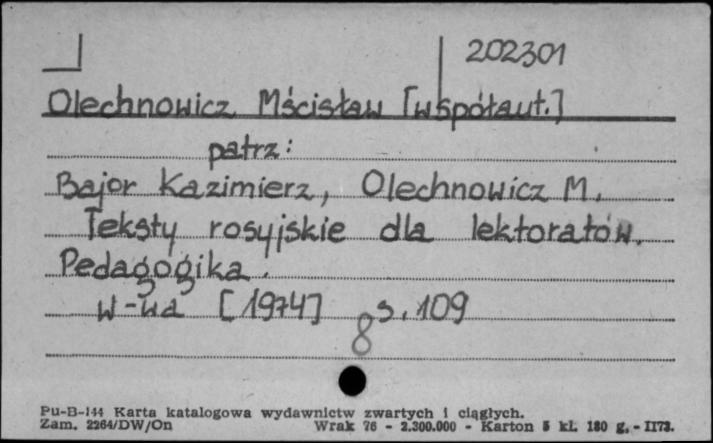 202301
Olechnowicz Mścisław [współaut.]
patrz:
Bajor Kazimierz, Olechnowicz M.
Teksty rosyjskie dla lektoratów.
Pedagogika.
W-wa [1974] s. 109
8
Pu-B-144 Karta katalogowa wydawnictw zwartych i ciągłych.
Zam. 2264/DW/On Wrak 76 - 2.300.000 - Karton 5 kl. 180 g. - II73.